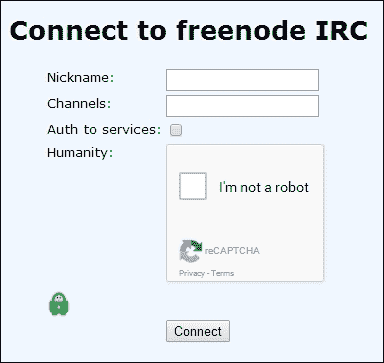 Connect to freenode IRC
Nickname:
Channels:
Auth to services:
Humanity:
I'm not a robot
reCAPTCHA
Privacy - Terms
Connect